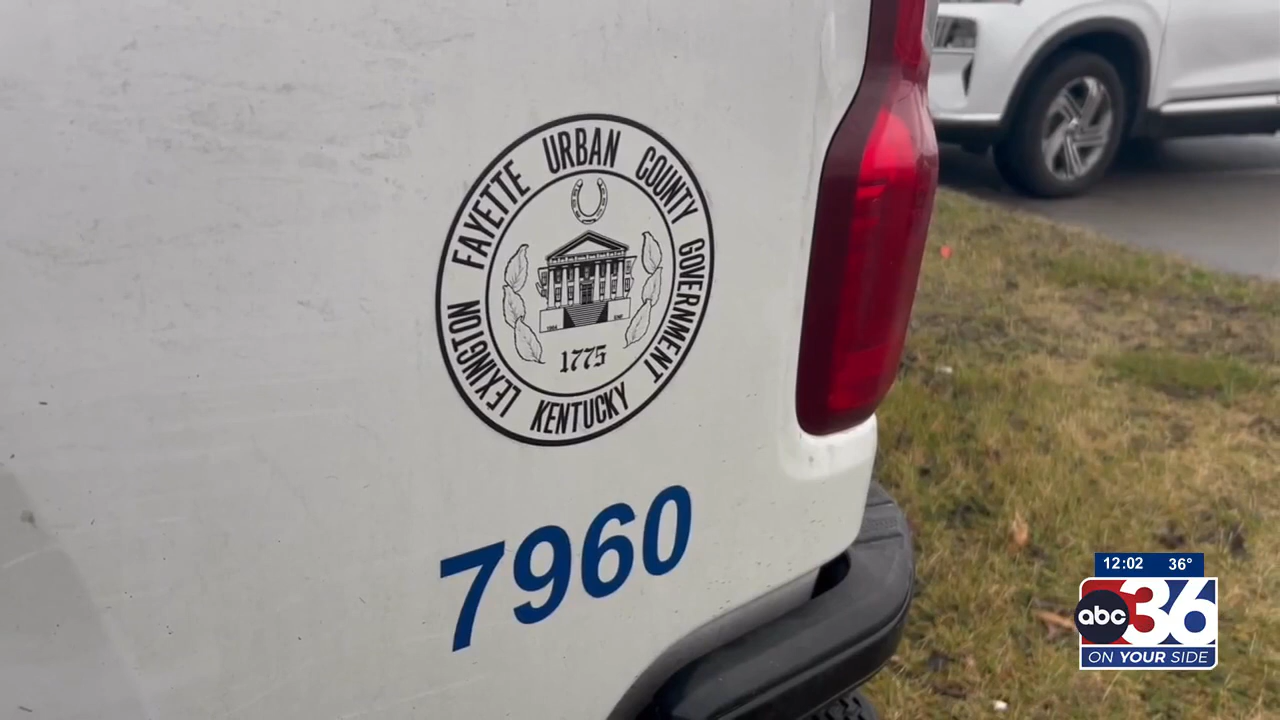 LEXINGTON FAYETTE URBAN COUNTY GOVERNMENT
1775
KENTUCKY
7960
12:02 36°
abc 36
ON YOUR SIDE